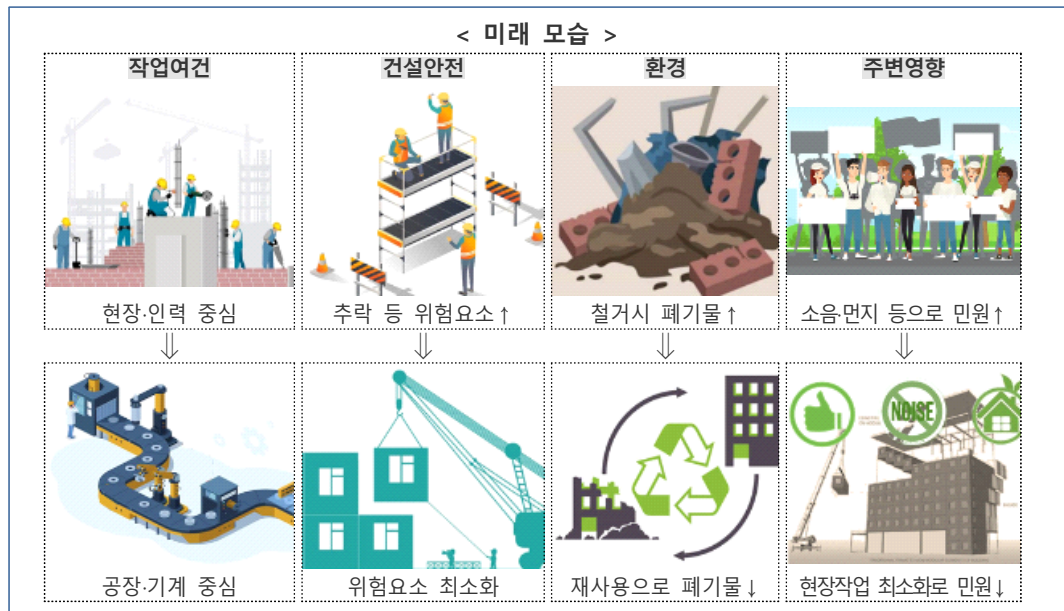 < 미래 모습 >
작업여건
건설안전
환경
주변영향
현장·인력 중심
추락 등 위험요소↑
철거시 폐기물↑
소음·먼지 등으로 민원↑
⇓ ⇓ ⇓ ⇓
NOISE
공장·기계 중심
위험요소 최소화
재사용으로 폐기물↓
현장작업 최소화로 민원↓